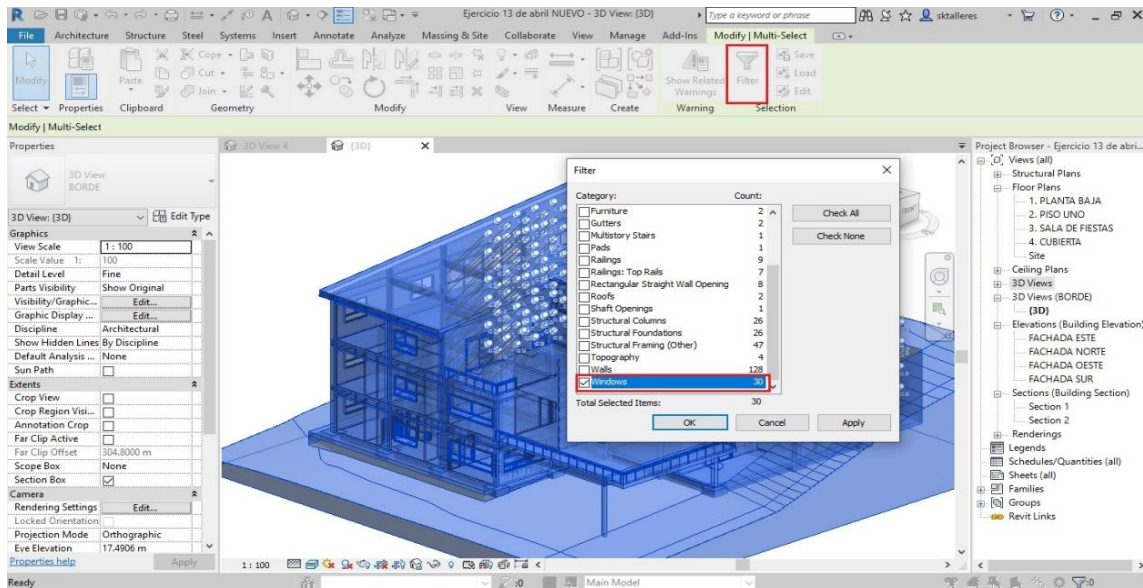 Ejercicio 13 de abril NUEVO - 3D View: {3D}
Type a keyword or phrase
sktalleres
File Architecture Structure Steel Systems Insert Annotate Analyze Massing & Site Collaborate View Manage Add-Ins Modify | Multi-Select
Modify
Paste
Cope
Cut
Join
Show Related Warnings
Filter
Save
Load
Edit
Select Properties Clipboard Geometry Modify View Measure Create Warning Selection
Modify | Multi-Select
Properties
3D View
BORDE
3D View: {3D} Edit Type
Graphics
View Scale 1 : 100
Scale Value 1: 100
Detail Level Fine
Parts Visibility Show Original
Visibility/Graphic... Edit...
Graphic Display ... Edit...
Discipline Architectural
Show Hidden Lines By Discipline
Default Analysis ... None
Sun Path
Extents
Crop View
Crop Region Visi...
Annotation Crop
Far Clip Active
Far Clip Offset 304.8000 m
Scope Box None
Section Box
Camera
Rendering Settings Edit...
Locked Orientation
Projection Mode Orthographic
Eye Elevation 17.4906 m
Properties help Apply
3D View 4 {3D}
Filter
Category: Count:
Furniture 2
Gutters 2
Multistory Stairs 1
Pads 1
Railings 9
Railings: Top Rails 7
Rectangular Straight Wall Opening 8
Roofs 2
Shaft Openings 1
Structural Columns 26
Structural Foundations 26
Structural Framing (Other) 47
Topography 4
Walls 128
Windows 30
Total Selected Items: 30
Check All
Check None
OK Cancel Apply
Project Browser - Ejercicio 13 de abri...
Views (all)
Structural Plans
Floor Plans
1. PLANTA BAJA
2. PISO UNO
3. SALA DE FIESTAS
4. CUBIERTA
Site
Ceiling Plans
3D Views
3D Views (BORDE)
{3D}
Elevations (Building Elevation)
FACHADA ESTE
FACHADA NORTE
FACHADA OESTE
FACHADA SUR
Sections (Building Section)
Section 1
Section 2
Renderings
Legends
Schedules/Quantities (all)
Sheets (all)
Families
Groups
Revit Links
1 : 100
Ready
:0
Main Model
:0